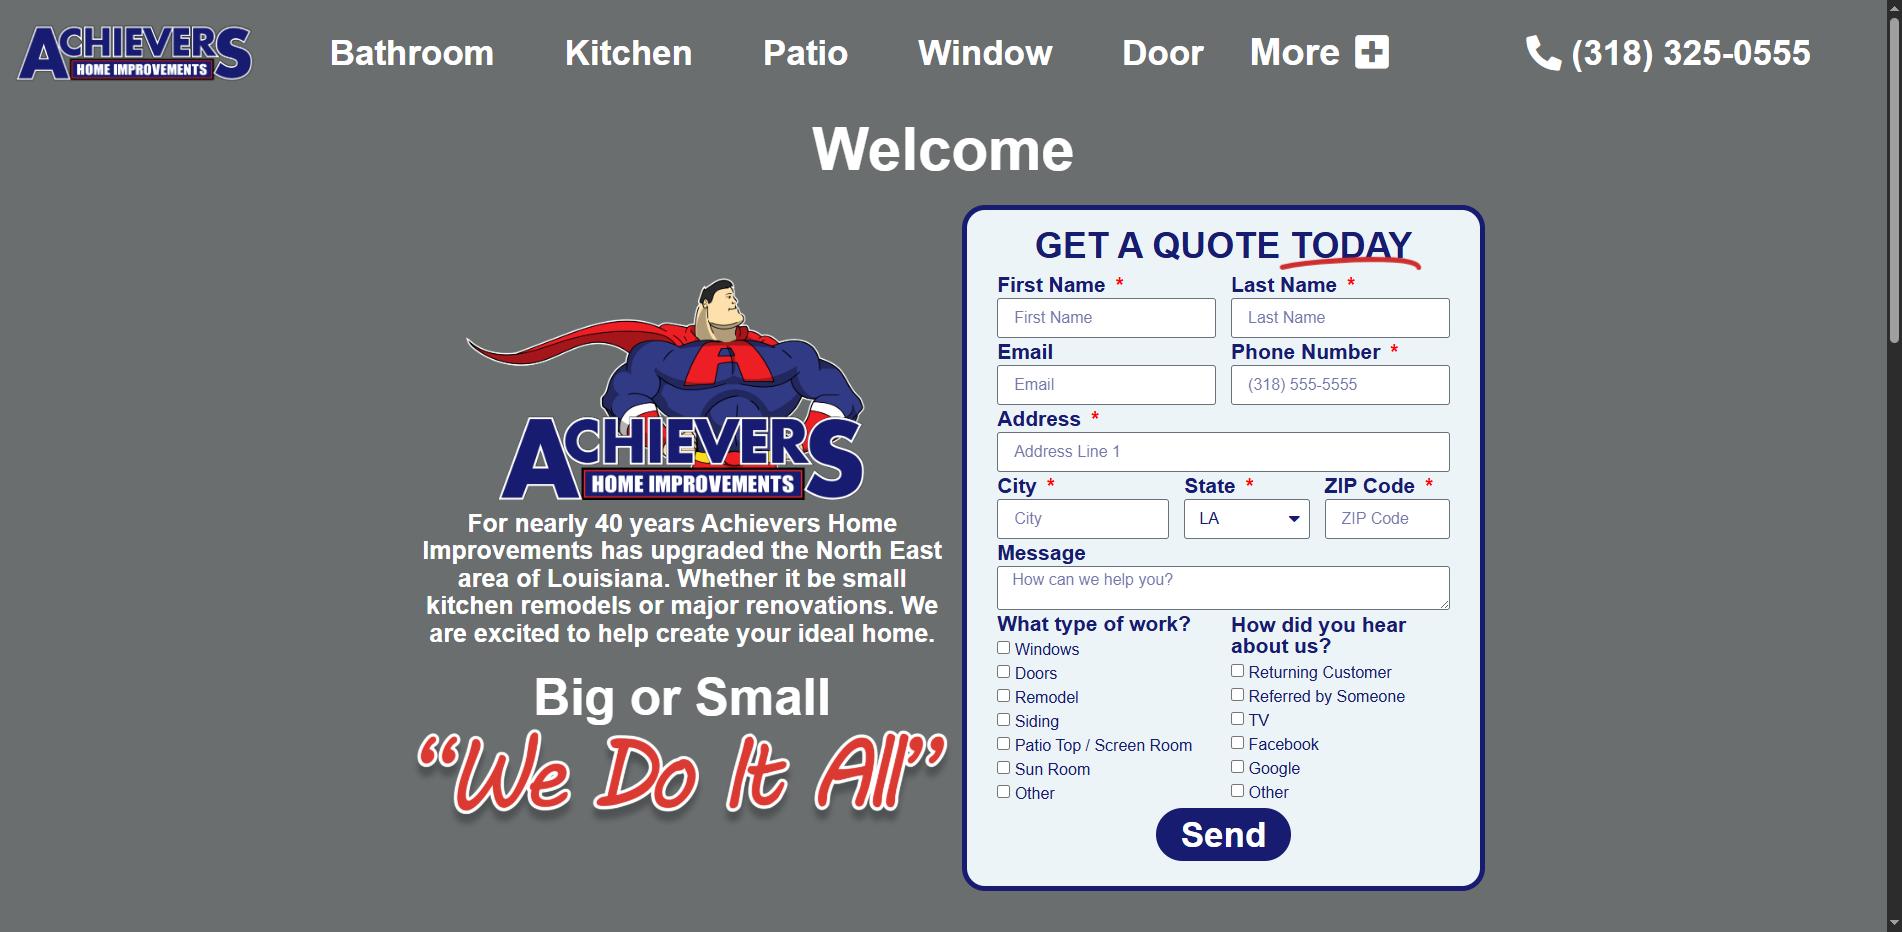 ACHIEVERS
HOME IMPROVEMENTS
Bathroom
Kitchen
Patio
Window
Door
More
(318) 325-0555
Welcome
A
ACHIEVERS
HOME IMPROVEMENTS
For nearly 40 years Achievers Home
Improvements has upgraded the North East
area of Louisiana. Whether it be small
kitchen remodels or major renovations. We
are excited to help create your ideal home.
Big or Small
“We Do It All”
GET A QUOTE TODAY
First Name *
Last Name *
First Name
Last Name
Email
Phone Number *
Email
(318) 555-5555
Address *
Address Line 1
City *
State *
ZIP Code *
City
LA
ZIP Code
Message
How can we help you?
What type of work?
Windows
Doors
Remodel
Siding
Patio Top / Screen Room
Sun Room
Other
How did you hear
about us?
Returning Customer
Referred by Someone
TV
Facebook
Google
Other
Send